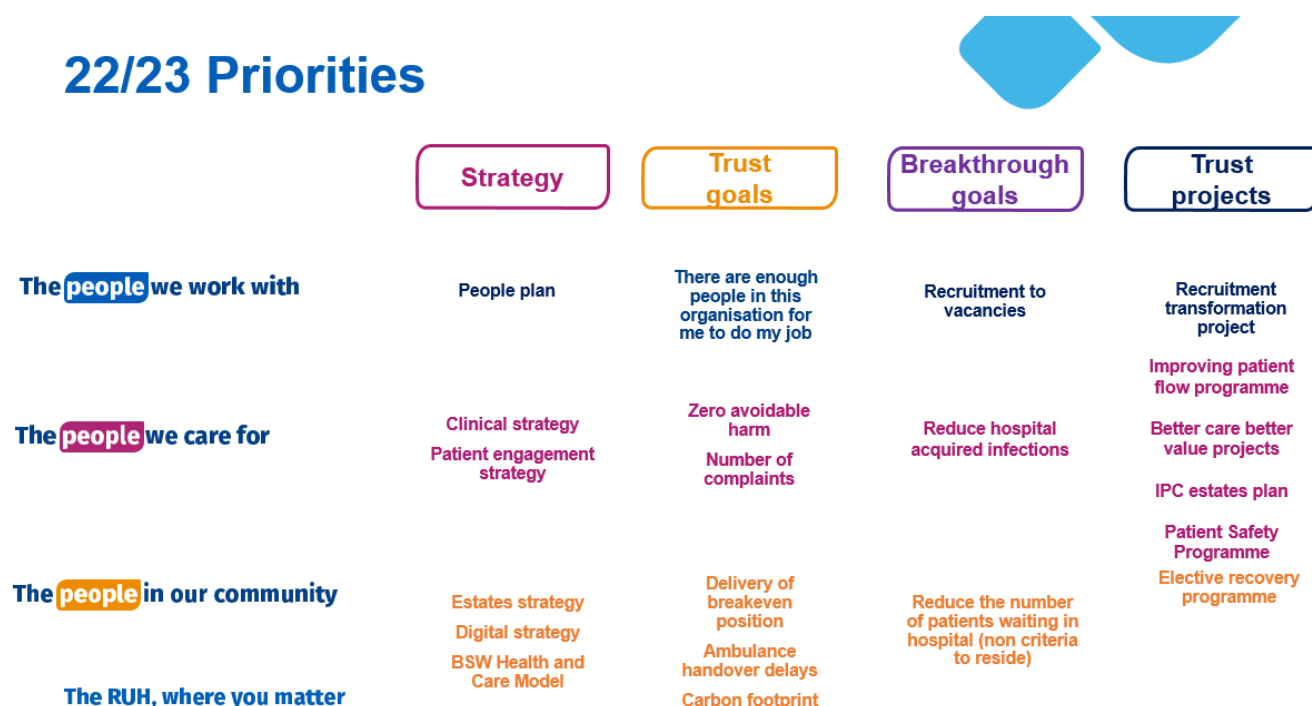 22/23 Priorities
Strategy
Trust
goals
Breakthrough
goals
Trust
projects
The people we work with
People plan
There are enough
people in this
organisation for
me to do my job
Recruitment to
vacancies
Recruitment
transformation
project
The people we care for
Clinical strategy
Patient engagement
strategy
Zero avoidable
harm
Number of
complaints
Reduce hospital
acquired infections
Improving patient
flow programme
Better care better
value projects
IPC estates plan
Patient Safety
Programme
The people in our community
Estates strategy
Digital strategy
BSW Health and
Care Model
Delivery of
breakeven
position
Ambulance
handover delays
Carbon footprint
Reduce the number
of patients waiting in
hospital (non criteria
to reside)
Elective recovery
programme
The RUH, where you matter